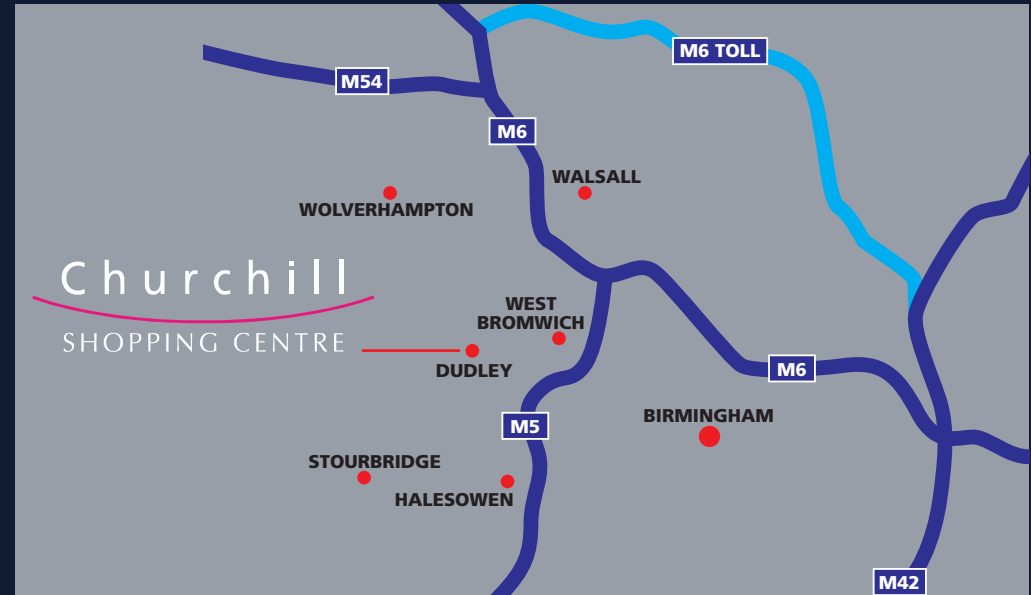 M6 TOLL
M54
M6
WALSALL
WOLVERHAMPTON
Churchill
SHOPPING CENTRE
WEST
BROMWICH
DUDLEY
M6
BIRMINGHAM
M5
STOURBRIDGE
HALESOWEN
M42